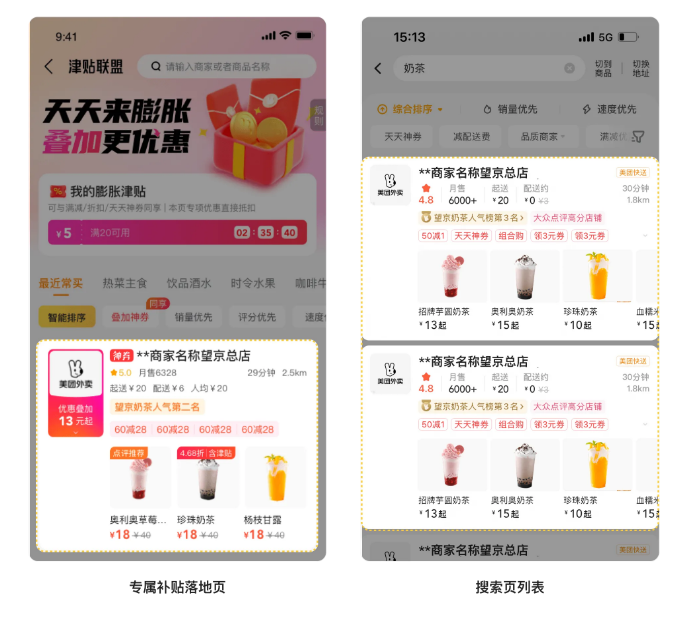 9:41
津贴联盟
请输入商家或者商品名称
天天来膨胀
叠加更优惠
规则
我的膨胀津贴
可与满减/折扣/天天神券同享 | 本页专项优惠直接抵扣
¥5 满20可用 02:35:40
最近常买 热菜主食 饮品酒水 时令水果 咖啡牛
同享
智能排序 叠加神券 销量优先 评分优先 速度
美团外卖
优惠叠加
13元起
神券 **商家名称望京总店
5.0 月售6328 29分钟 2.5km
起送¥20 配送¥6 人均¥20
望京奶茶人气第二名
60减28 60减28 60减28 60减28
点评推荐 4.68折 含津贴
奥利奥草莓... 珍珠奶茶 杨枝甘露
¥18 ¥40 ¥18 ¥40 ¥18 ¥40
专属补贴落地页
15:13 5G
奶茶
切到商品 切换地址
综合排序 销量优先 速度优先
天天神券 减配送费 品质商家 满减优
美团外卖
**商家名称望京总店 美团快送
月售 起送 配送约 30分钟
4.8 6000+ ¥20 ¥0 ¥3 1.8km
望京奶茶人气榜第3名> 大众点评高分店铺
50减1 天天神券 组合购 领3元券 领3元券
招牌芋圆奶茶 奥利奥奶茶 珍珠奶茶 血糯米
¥13起 ¥15起 ¥10起 ¥15起
美团外卖
**商家名称望京总店 美团快送
月售 起送 配送约 30分钟
4.8 6000+ ¥20 ¥0 ¥3 1.8km
望京奶茶人气榜第3名> 大众点评高分店铺
50减1 天天神券 组合购 领3元券 领3元券
招牌芋圆奶茶 奥利奥奶茶 珍珠奶茶 血糯米
¥13起 ¥15起 ¥10起 ¥15起
**商家名称望京总店 美团快送
搜索页列表